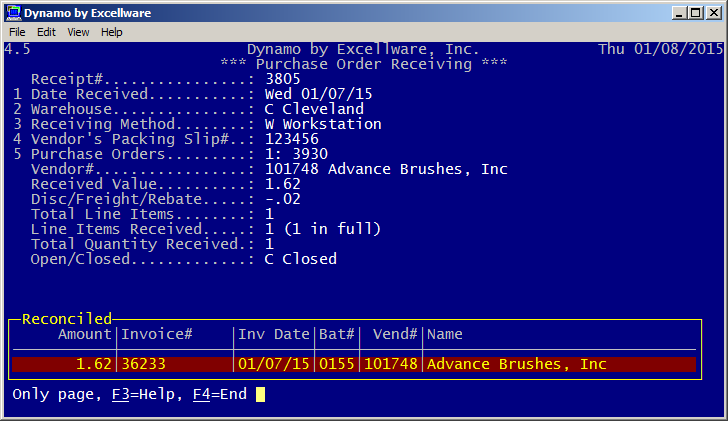 Dynamo by Excellware
File Edit View Help
4.5 Dynamo by Excellware, Inc. Thu 01/08/2015
*** Purchase Order Receiving ***
Receipt#................: 3805
1 Date Received...........: Wed 01/07/15
2 Warehouse...............: C Cleveland
3 Receiving Method........: W Workstation
4 Vendor's Packing Slip#..: 123456
5 Purchase Orders.........: 1: 3930
Vendor#.................: 101748 Advance Brushes, Inc
Received Value..........: 1.62
Disc/Freight/Rebate.....: -.02
Total Line Items........: 1
Line Items Received.....: 1 (1 in full)
Total Quantity Received.: 1
Open/Closed.............: C Closed
Reconciled
Amount|Invoice# |Inv Date|Bat#| Vend#|Name
1.62|36233 |01/07/15|0155|101748|Advance Brushes, Inc
Only page, F3=Help, F4=End